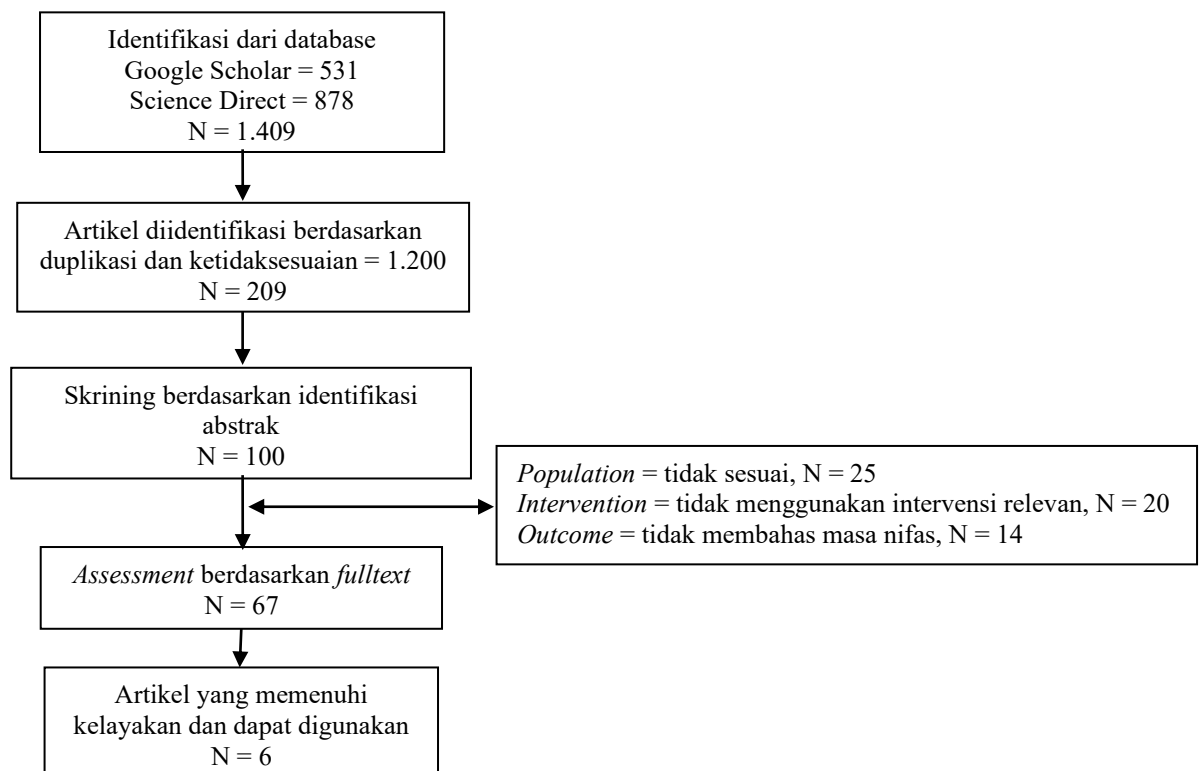 Identifikasi dari database
Google Scholar = 531
Science Direct = 878
N = 1.409
Artikel diidentifikasi berdasarkan
duplikasi dan ketidaksesuaian = 1.200
N = 209
Skrining berdasarkan identifikasi
abstrak
N = 100
Population = tidak sesuai, N = 25
Intervention = tidak menggunakan intervensi relevan, N = 20
Outcome = tidak membahas masa nifas, N = 14
Assessment berdasarkan fulltext
N = 67
Artikel yang memenuhi
kelayakan dan dapat digunakan
N = 6